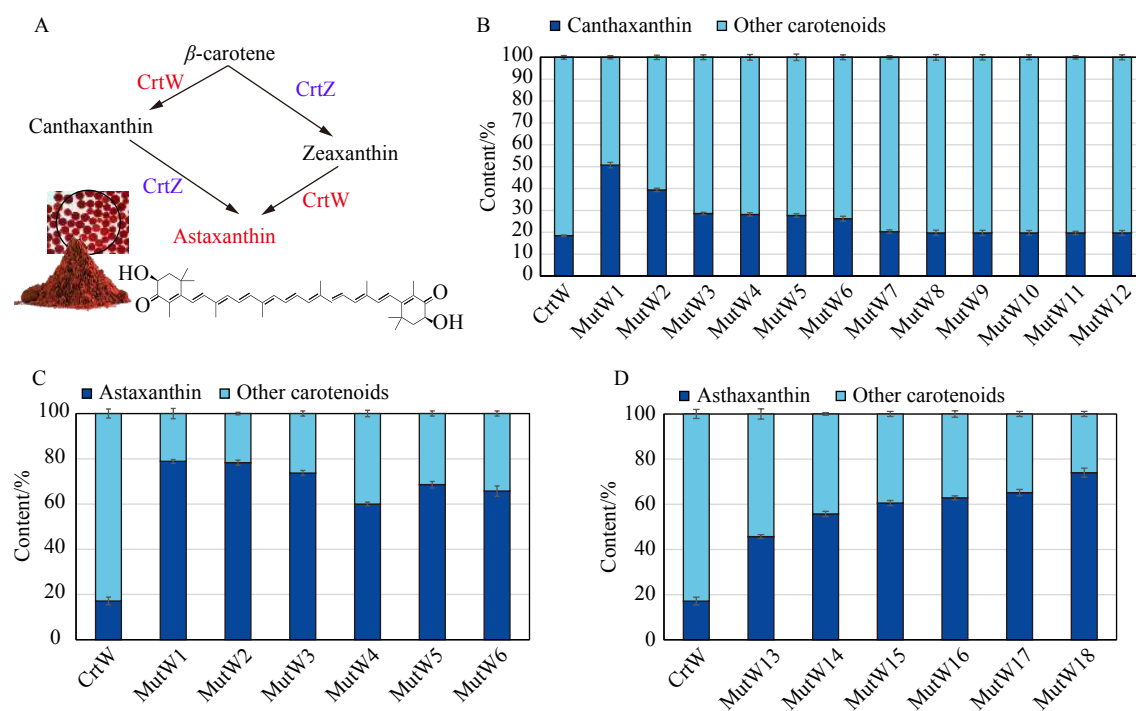 A
β-carotene
CrtW
CrtZ
Canthaxanthin
Zeaxanthin
CrtZ
CrtW
Astaxanthin
HO
O
O
OH
B
Canthaxanthin Other carotenoids
Content/%
100
90
80
70
60
50
40
30
20
10
0
CrtW MutW1 MutW2 MutW3 MutW4 MutW5 MutW6 MutW7 MutW8 MutW9 MutW10 MutW11 MutW12
C
Astaxanthin Other carotenoids
Content/%
100
80
60
40
20
0
CrtW MutW1 MutW2 MutW3 MutW4 MutW5 MutW6
D
Asthaxanthin Other carotenoids
Content/%
100
80
60
40
20
0
CrtW MutW13 MutW14 MutW15 MutW16 MutW17 MutW18